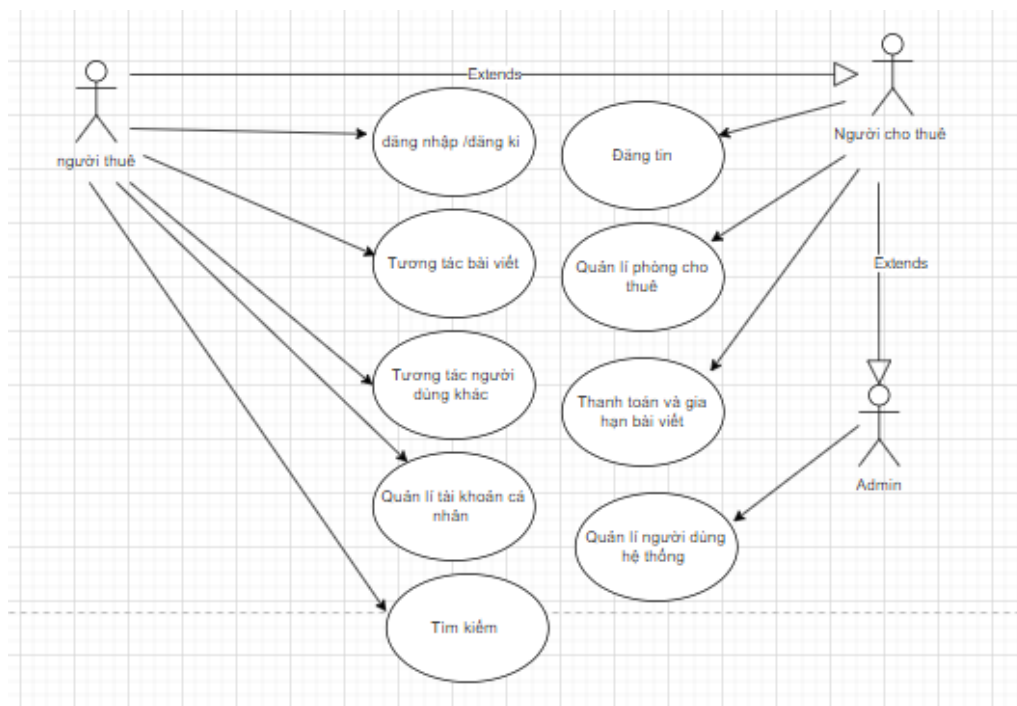 Extends
người thuê
Người cho thuê
đăng nhập /đăng kí
Đăng tin
Tương tác bài viết
Quản lí phòng cho
thuê
Extends
Tương tác người
dùng khác
Thanh toán và gia
hạn bài viết
Admin
Quản lí tài khoản cá
nhân
Quản lí người dùng
hệ thống
Tìm kiếm